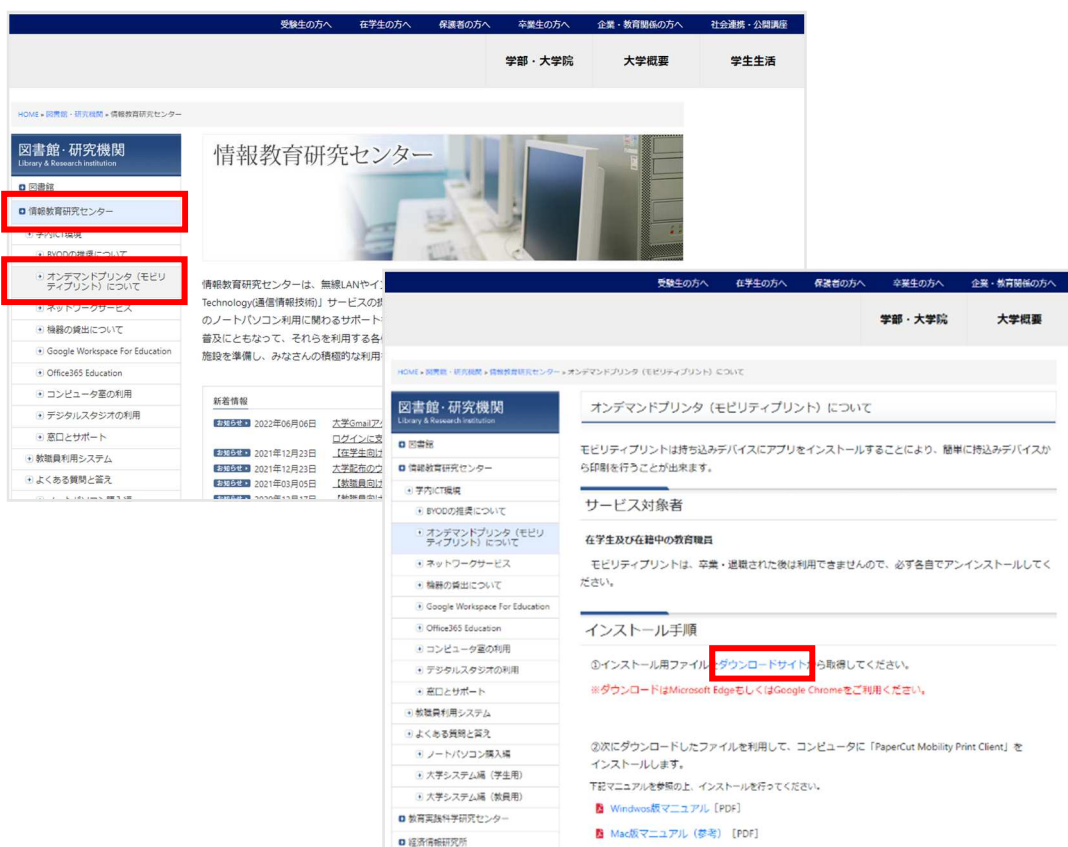 受験生の方へ 在学生の方へ 保護者の方へ 卒業生の方へ 企業・教育関係の方へ 社会連携・公開講座
学部・大学院 大学概要 学生生活
HOME » 図書館・研究機関 » 情報教育研究センター
図書館・研究機関
Library & Research institution
図書館
情報教育研究センター
学内ICT環境
BYODの推奨について
オンデマンドプリンタ（モビリ
ティプリント）について
ネットワークサービス
機器の貸出について
Google Workspace For Education
Office365 Education
コンピュータ室の利用
デジタルスタジオの利用
窓口とサポート
教職員利用システム
よくある質問と答え
情報教育研究センター
情報教育研究センターは、無線LANやイン
Technology(通信情報技術)」サービスの提
のノートパソコン利用に関わるサポート
普及にともなって、それらを利用する各
施設を準備し、みなさんの積極的な利用
新着情報
お知らせ 2022年06月06日 大学Gmailア
ログインに支
お知らせ 2021年12月23日 【在学生向け
お知らせ 2021年12月23日 大学配布のウ
お知らせ 2021年03月05日 【教職員向け
お知らせ 2020年12月17日 【教職員向け
受験生の方へ 在学生の方へ 保護者の方へ 卒業生の方へ 企業・教育関係の方へ
学部・大学院 大学概要
HOME » 図書館・研究機関 » 情報教育研究センター » オンデマンドプリンタ（モビリティプリント）について
図書館・研究機関
Library & Research institution
図書館
情報教育研究センター
学内ICT環境
BYODの推奨について
オンデマンドプリンタ（モビリ
ティプリント）について
ネットワークサービス
機器の貸出について
Google Workspace For Education
Office365 Education
コンピュータ室の利用
デジタルスタジオの利用
窓口とサポート
教職員利用システム
よくある質問と答え
ノートパソコン購入編
大学システム編（学生用）
大学システム編（教員用）
教育実践科学研究センター
経済情報研究所
オンデマンドプリンタ（モビリティプリント）について
モビリティプリントは持ち込みデバイスにアプリをインストールすることにより、簡単に持込みデバイスか
ら印刷を行うことが出来ます。
サービス対象者
在学生及び在籍中の教育職員
モビリティプリントは、卒業・退職された後は利用できませんので、必ず各自でアンインストールしてく
ださい。
インストール手順
①インストール用ファイルをダウンロードサイトから取得してください。
※ダウンロードはMicrosoft EdgeもしくはGoogle Chromeをご利用ください。
②次にダウンロードしたファイルを利用して、コンピュータに「PaperCut Mobility Print Client」を
インストールします。
下記マニュアルを参照の上、インストールを行ってください。
Windwos版マニュアル [PDF]
Mac版マニュアル（参考） [PDF]